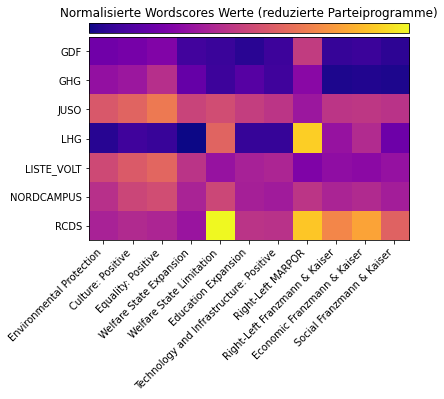 Normalisierte Wordscores Werte (reduzierte Parteiprogramme)
GDF
GHG
JUSO
LHG
LISTE_VOLT
NORDCAMPUS
RCDS
Environmental Protection
Culture: Positive
Equality: Positive
Welfare State Expansion
Welfare State Limitation
Education Expansion
Technology and Infrastructure: Positive
Right-Left MARPOR
Right-Left Franzmann & Kaiser
Economic Franzmann & Kaiser
Social Franzmann & Kaiser